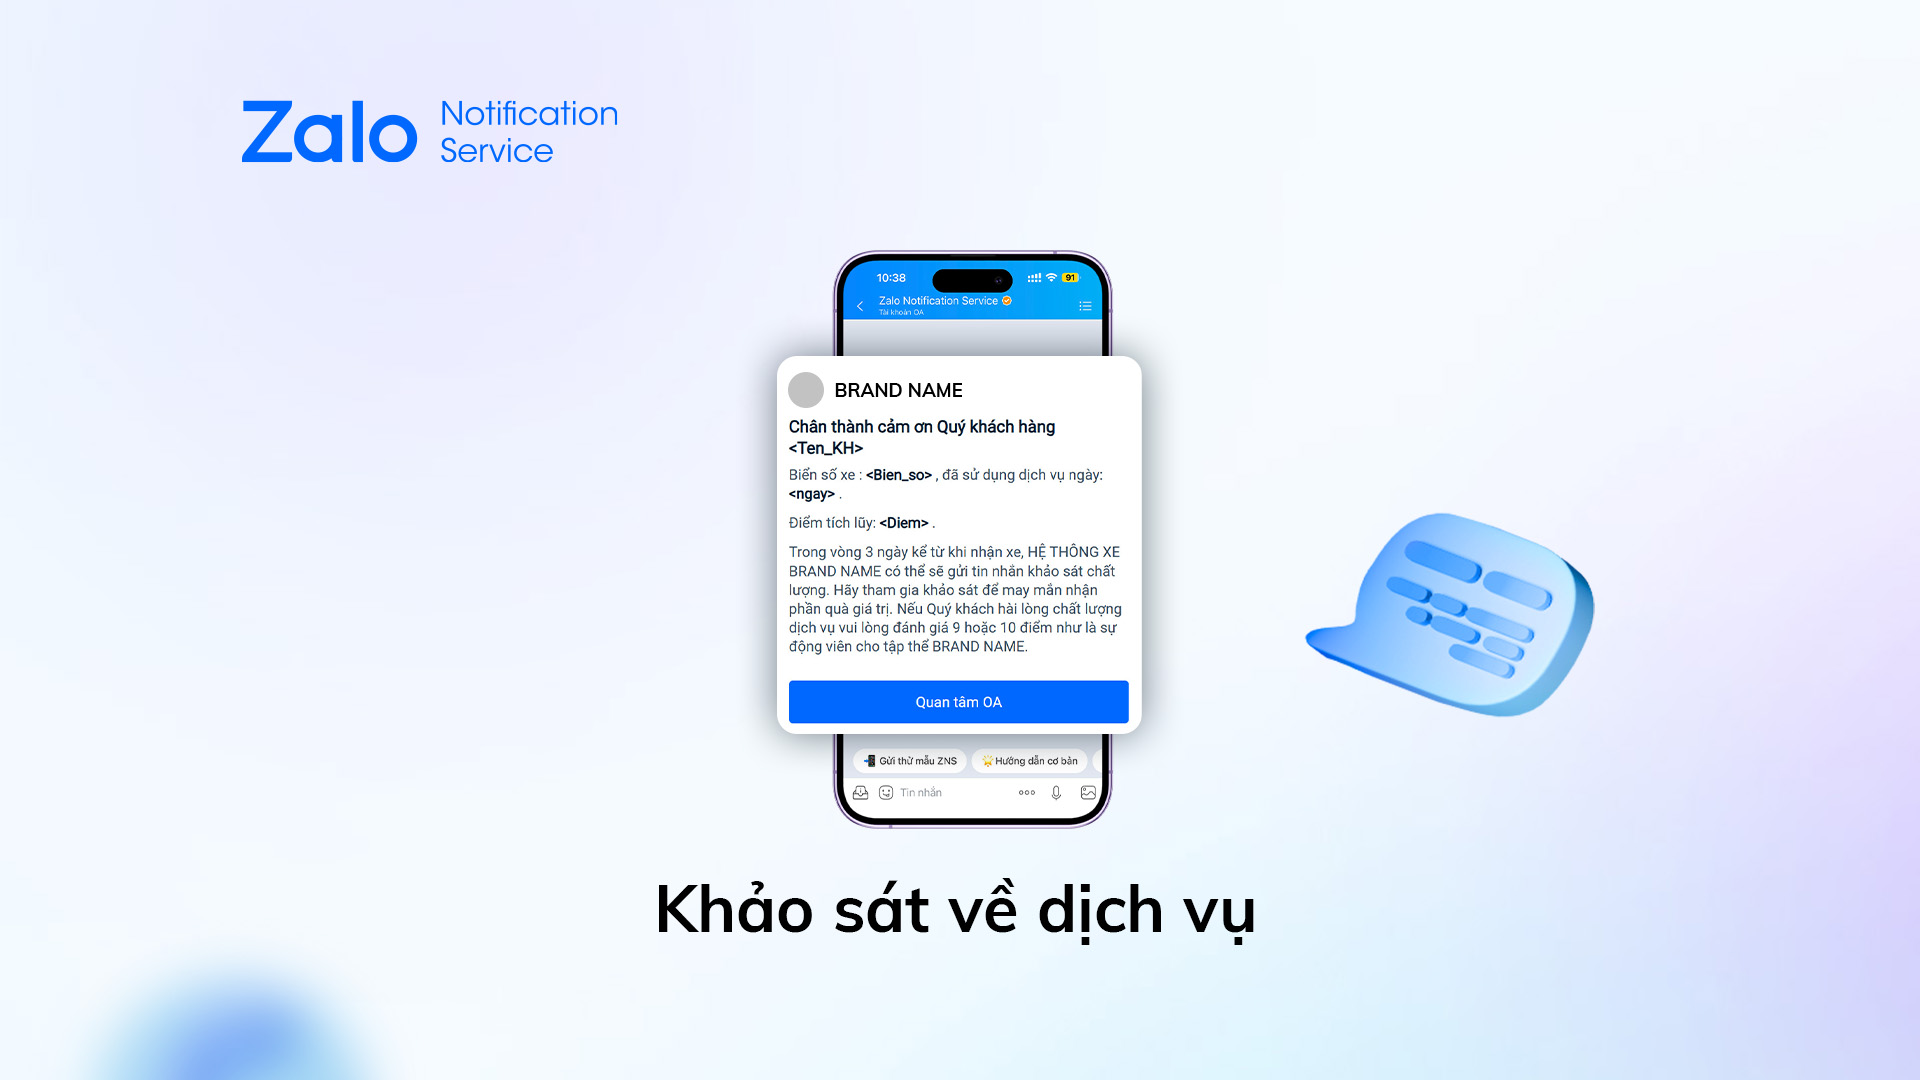 Zalo Notification
Service
10:38
91
Zalo Notification Service
Tài khoản OA
BRAND NAME
Chân thành cảm ơn Quý khách hàng
<Ten_KH>
Biển số xe : <Bien_so> , đã sử dụng dịch vụ ngày:
<ngay> .
Điểm tích lũy: <Diem> .
Trong vòng 3 ngày kể từ khi nhận xe, HỆ THÔNG XE
BRAND NAME có thể sẽ gửi tin nhắn khảo sát chất
lượng. Hãy tham gia khảo sát để may mắn nhận
phần quà giá trị. Nếu Quý khách hài lòng chất lượng
dịch vụ vui lòng đánh giá 9 hoặc 10 điểm như là sự
động viên cho tập thể BRAND NAME.
Quan tâm OA
Gửi thử mẫu ZNS
Hướng dẫn cơ bản
Tin nhắn
Khảo sát về dịch vụ